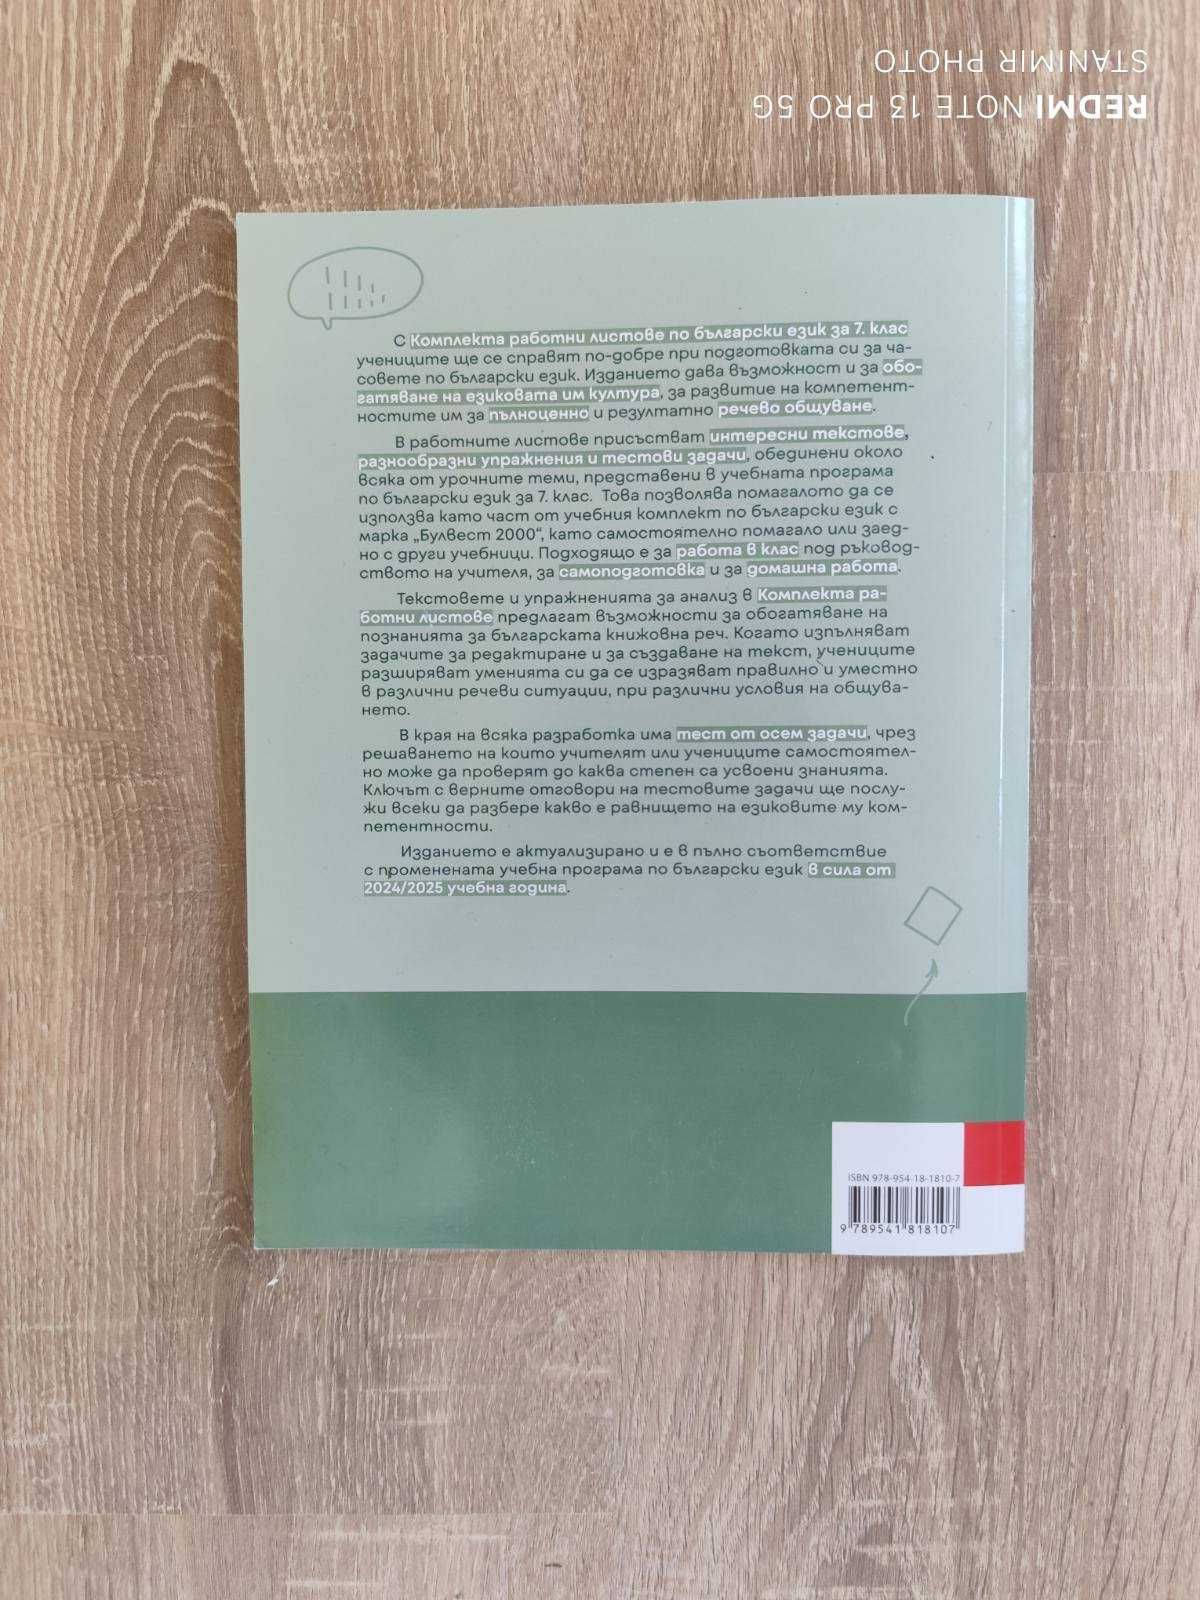 STANIMIR PHOTO
REDMI NOTE 13 PRO 5G
С Комплекта работни листове по български език за 7. клас
учениците ще се справят по-добре при подготовката си за ча-
совете по български език. Изданието дава възможност и за обо-
гатяване на езиковата им култура, за развитие на компетент-
ностите им за пълноценно и резултатно речево общуване.
В работните листове присъстват интересни текстове,
разнообразни упражнения и тестови задачи, обединени около
всяка от урочните теми, представени в учебната програма
по български език за 7. клас. Това позволява помагалото да се
използва като част от учебния комплект по български език с
марка „Булвест 2000“, като самостоятелно помагало или заед-
но с други учебници. Подходящо е за работа в клас под ръковод-
ството на учителя, за самоподготовка и за домашна работа.
Текстовете и упражненията за анализ в Комплекта ра-
ботни листове предлагат възможности за обогатяване на
познанията за българската книжовна реч. Когато изпълняват
задачите за редактиране и за създаване на текст, учениците
разширяват уменията си да се изразяват правилно и уместно
в различни речеви ситуации, при различни условия на общува-
нето.
В края на всяка разработка има тест от осем задачи, чрез
решаването на които учителят или учениците самостоятел-
но може да проверят до каква степен са усвоени знанията.
Ключът с верните отговори на тестовите задачи ще послу-
жи всеки да разбере какво е равнището на езиковите му ком-
петентности.
Изданието е актуализирано и е в пълно съответствие
с променената учебна програма по български език в сила от
2024/2025 учебна година.
ISBN 978-954-18-1810-7
9 789541 818107